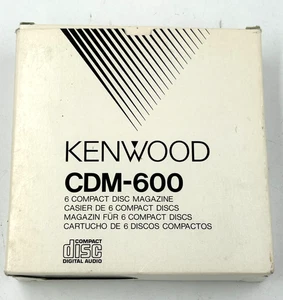 KENWOOD
CDM-600
6 COMPACT DISC MAGAZINE
CASIER DE 6 COMPACT DISCS
MAGAZIN FÜR 6 COMPACT DISCS
CARTUCHO DE 6 DISCOS COMPACTOS
COMPACT
disc
DIGITAL AUDIO